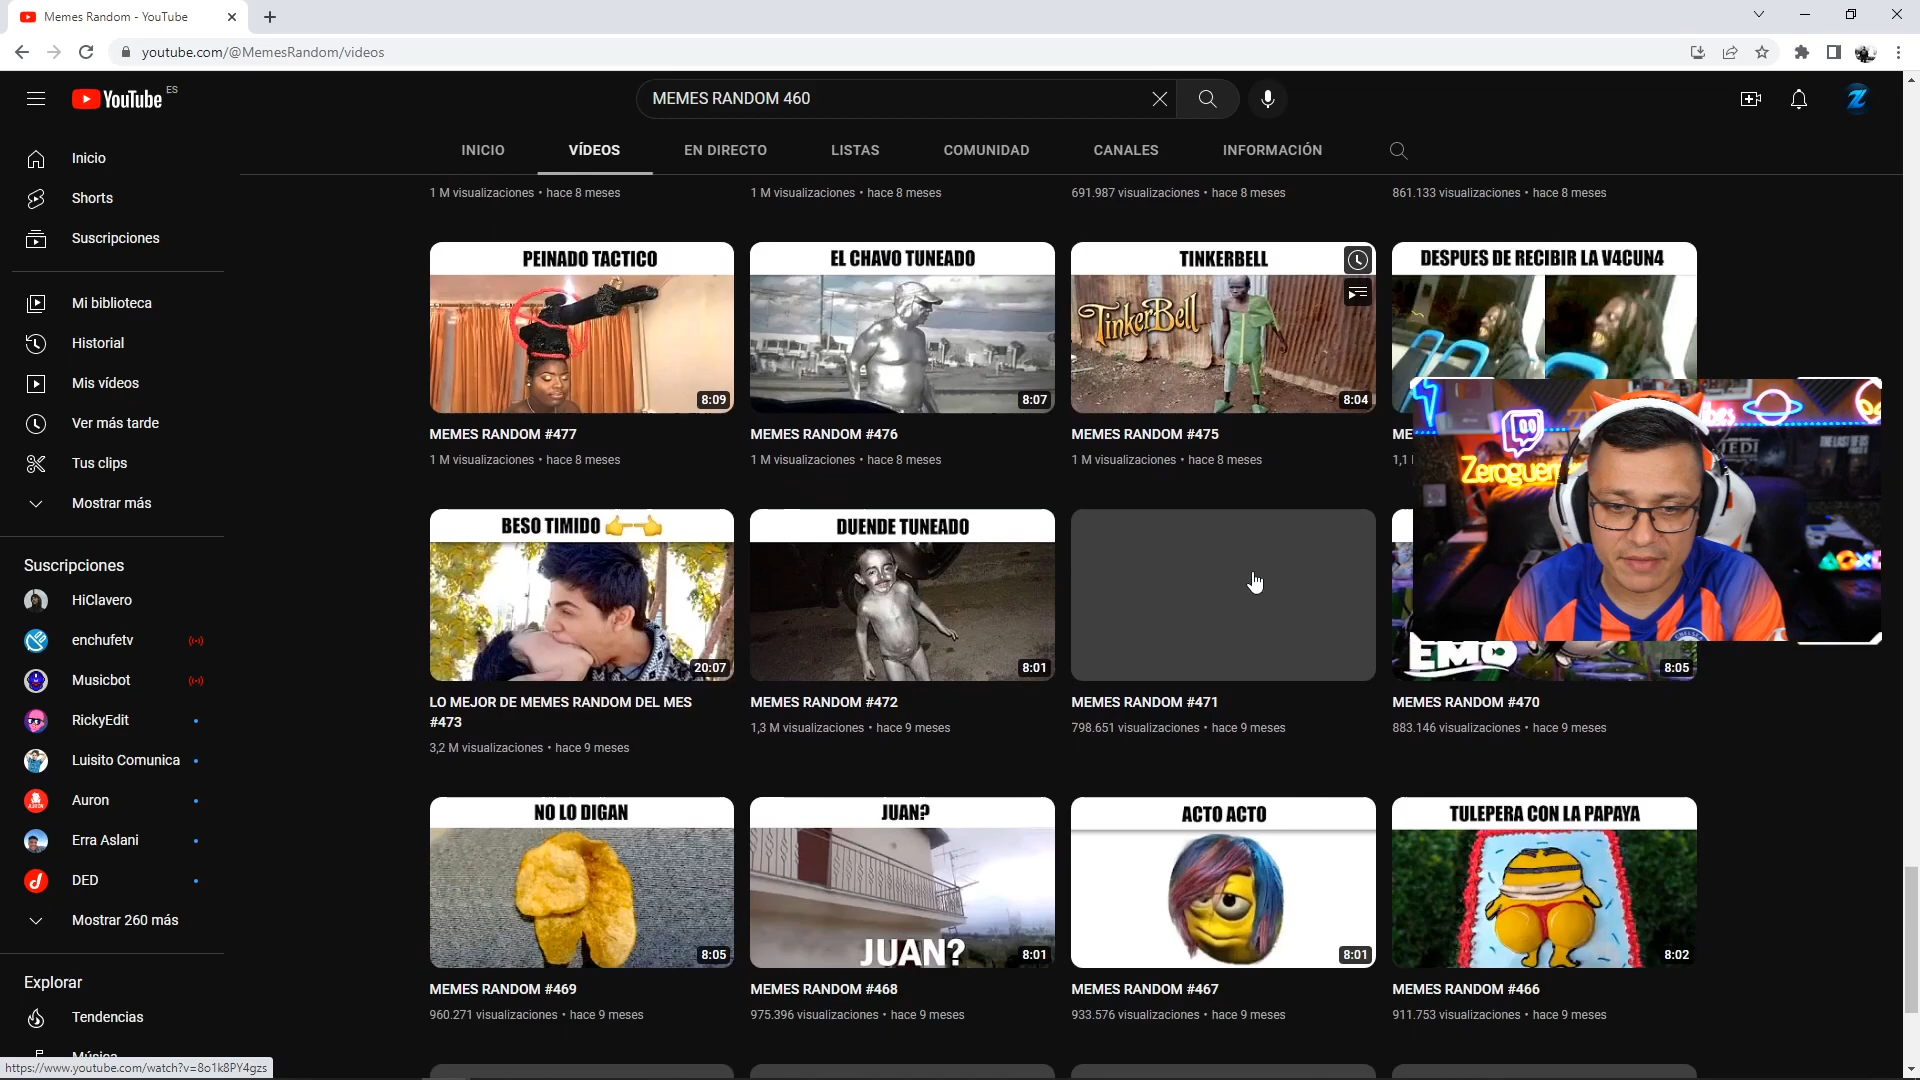 Memes Random - YouTube
youtube.com/@MemesRandom/videos
YouTube ES
MEMES RANDOM 460
INICIO VÍDEOS EN DIRECTO LISTAS COMUNIDAD CANALES INFORMACIÓN
Inicio
Shorts
Suscripciones
Mi biblioteca
Historial
Mis vídeos
Ver más tarde
Tus clips
Mostrar más
Suscripciones
HiClavero
enchufetv
Musicbot
RickyEdit
Luisito Comunica
Auron
Erra Aslani
DED
Mostrar 260 más
Explorar
Tendencias
Música
https://www.youtube.com/watch?v=8o1k8PY4gzs
1 M visualizaciones • hace 8 meses
1 M visualizaciones • hace 8 meses
691.987 visualizaciones • hace 8 meses
861.133 visualizaciones • hace 8 meses
PEINADO TACTICO
8:09
MEMES RANDOM #477
1 M visualizaciones • hace 8 meses
EL CHAVO TUNEADO
8:07
MEMES RANDOM #476
1 M visualizaciones • hace 8 meses
TINKERBELL
TinkerBell
8:04
MEMES RANDOM #475
1 M visualizaciones • hace 8 meses
DESPUES DE RECIBIR LA V4CUN4
ME
1,1
Zeroguer
JEDI
THE LAST OF US
CHELSEA
BESO TIMIDO
20:07
LO MEJOR DE MEMES RANDOM DEL MES
#473
3,2 M visualizaciones • hace 9 meses
DUENDE TUNEADO
8:01
MEMES RANDOM #472
1,3 M visualizaciones • hace 9 meses
MEMES RANDOM #471
798.651 visualizaciones • hace 9 meses
EMO
8:05
MEMES RANDOM #470
883.146 visualizaciones • hace 9 meses
NO LO DIGAN
8:05
MEMES RANDOM #469
960.271 visualizaciones • hace 9 meses
JUAN?
JUAN?
8:01
MEMES RANDOM #468
975.396 visualizaciones • hace 9 meses
ACTO ACTO
8:01
MEMES RANDOM #467
933.576 visualizaciones • hace 9 meses
TULEPERA CON LA PAPAYA
8:02
MEMES RANDOM #466
911.753 visualizaciones • hace 9 meses